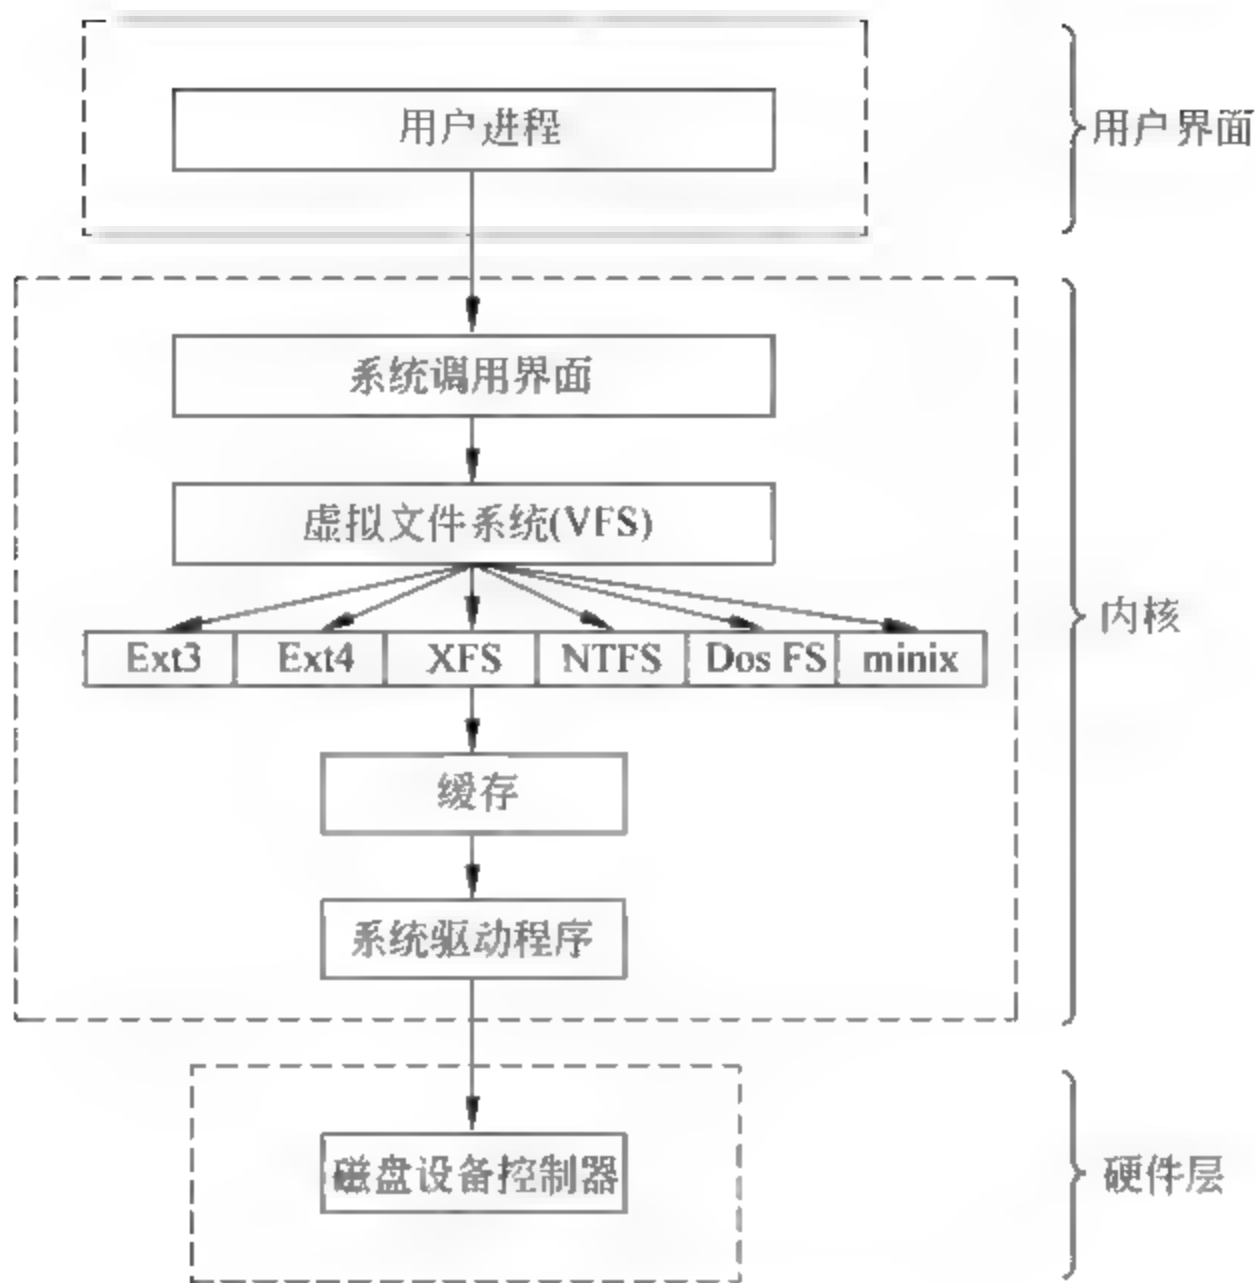 用户进程
用户界面
系统调用界面
虚拟文件系统(VFS)
Ext3
Ext4
XFS
NTFS
Dos FS
minix
内核
缓存
系统驱动程序
磁盘设备控制器
硬件层